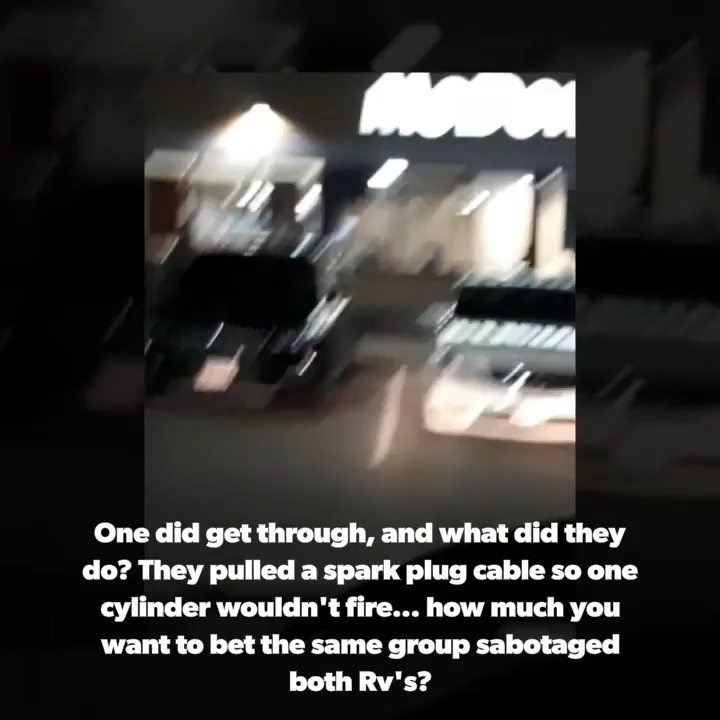 McDon
One did get through, and what did they
do? They pulled a spark plug cable so one
cylinder wouldn't fire... how much you
want to bet the same group sabotaged
both Rv's?